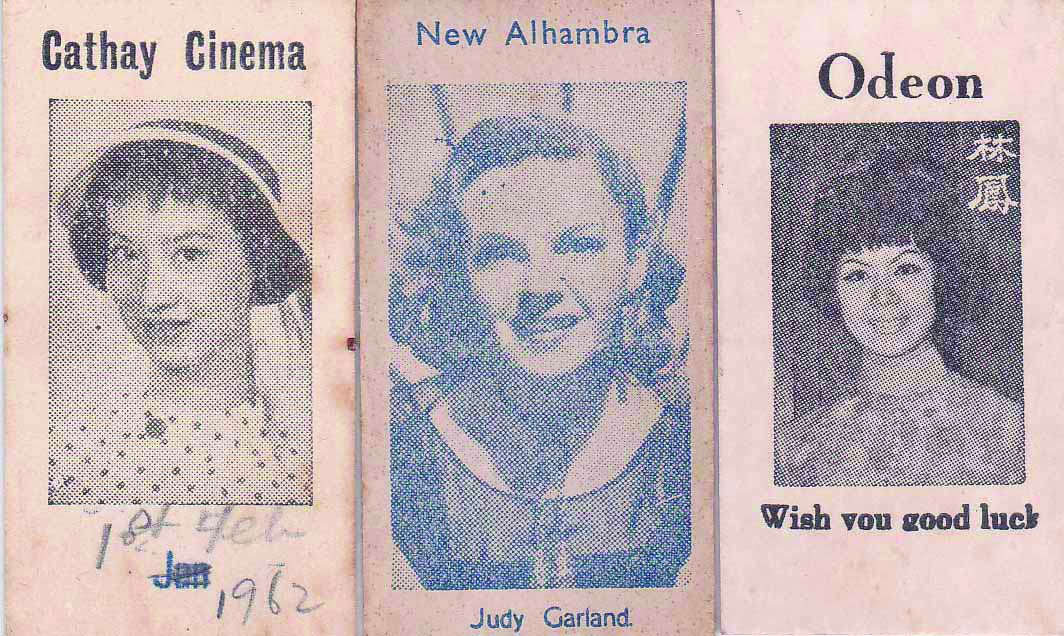 Cathay Cinema
1st Feb
Jan
1962
New Alhambra
Judy Garland.
Odeon
林
鳳
Wish you good luck